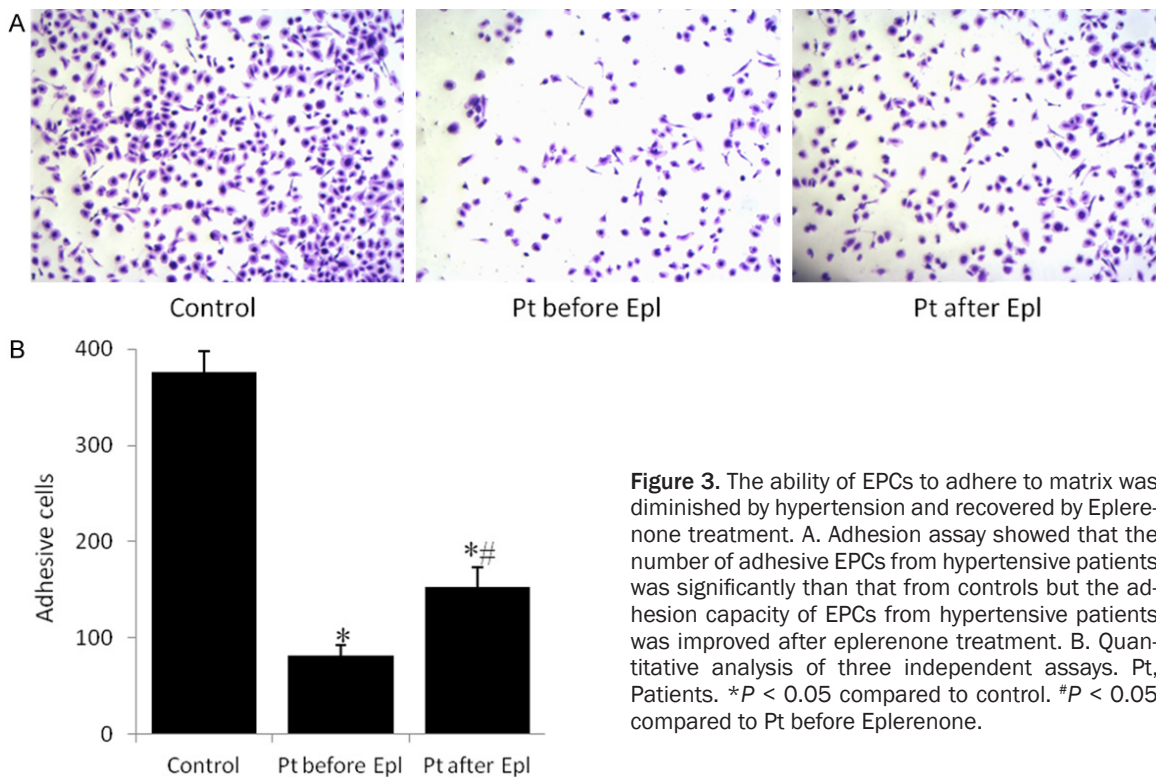 A
Control
Pt before Epl
Pt after Epl
B
400
300
200
100
0
Adhesive cells
*
*#
Control
Pt before Epl
Pt after Epl
Figure 3. The ability of EPCs to adhere to matrix was
diminished by hypertension and recovered by Eplere-
none treatment. A. Adhesion assay showed that the
number of adhesive EPCs from hypertensive patients
was significantly than that from controls but the ad-
hesion capacity of EPCs from hypertensive patients
was improved after eplerenone treatment. B. Quan-
titative analysis of three independent assays. Pt,
Patients. *P < 0.05 compared to control. #P < 0.05
compared to Pt before Eplerenone.